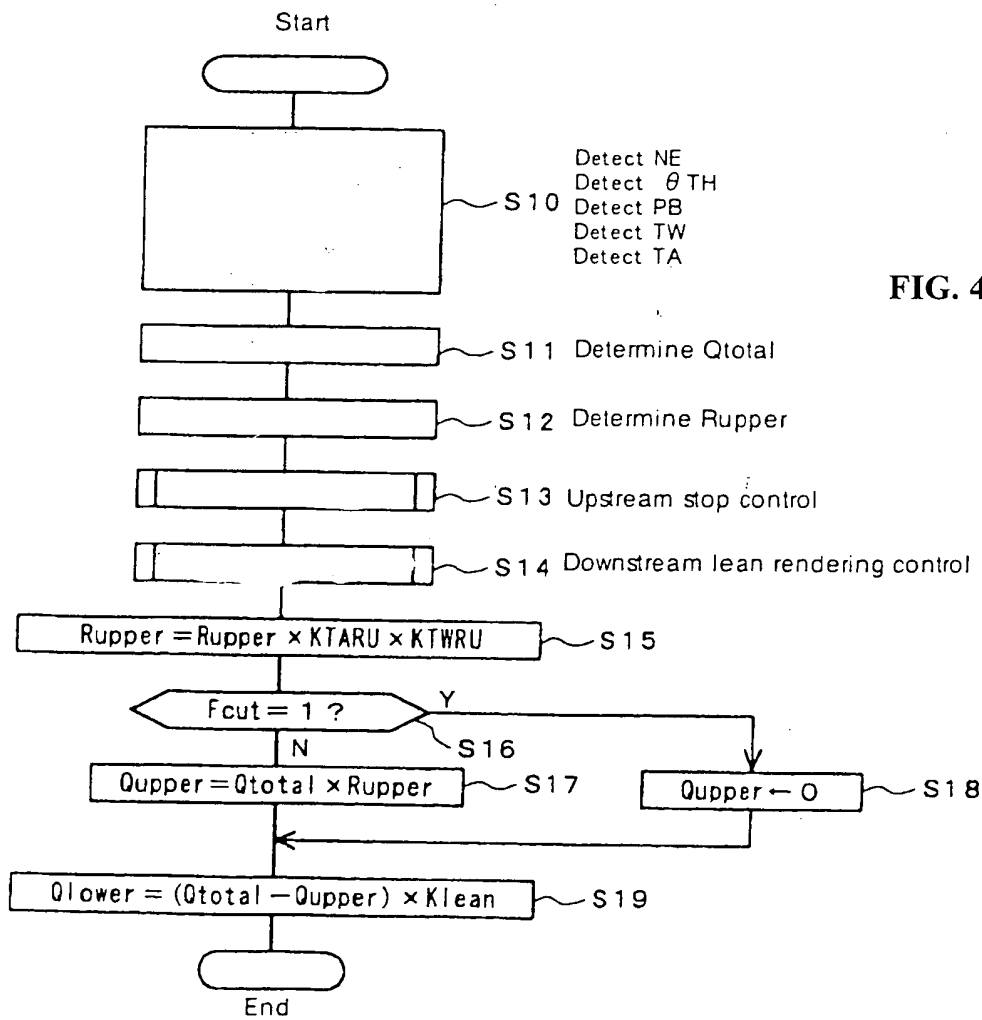 Start
Detect NE
Detect θTH
S10 Detect PB
Detect TW
Detect TA
FIG. 4
S11 Determine Qtotal
S12 Determine Rupper
S13 Upstream stop control
S14 Downstream lean rendering control
Rupper = Rupper × KTARU × KTWRU
S15
Fcut = 1 ?
Y
S16
N
Qupper = Qtotal × Rupper
S17
Qupper ← 0
S18
Qlower = (Qtotal − Qupper) × Klean
S19
End